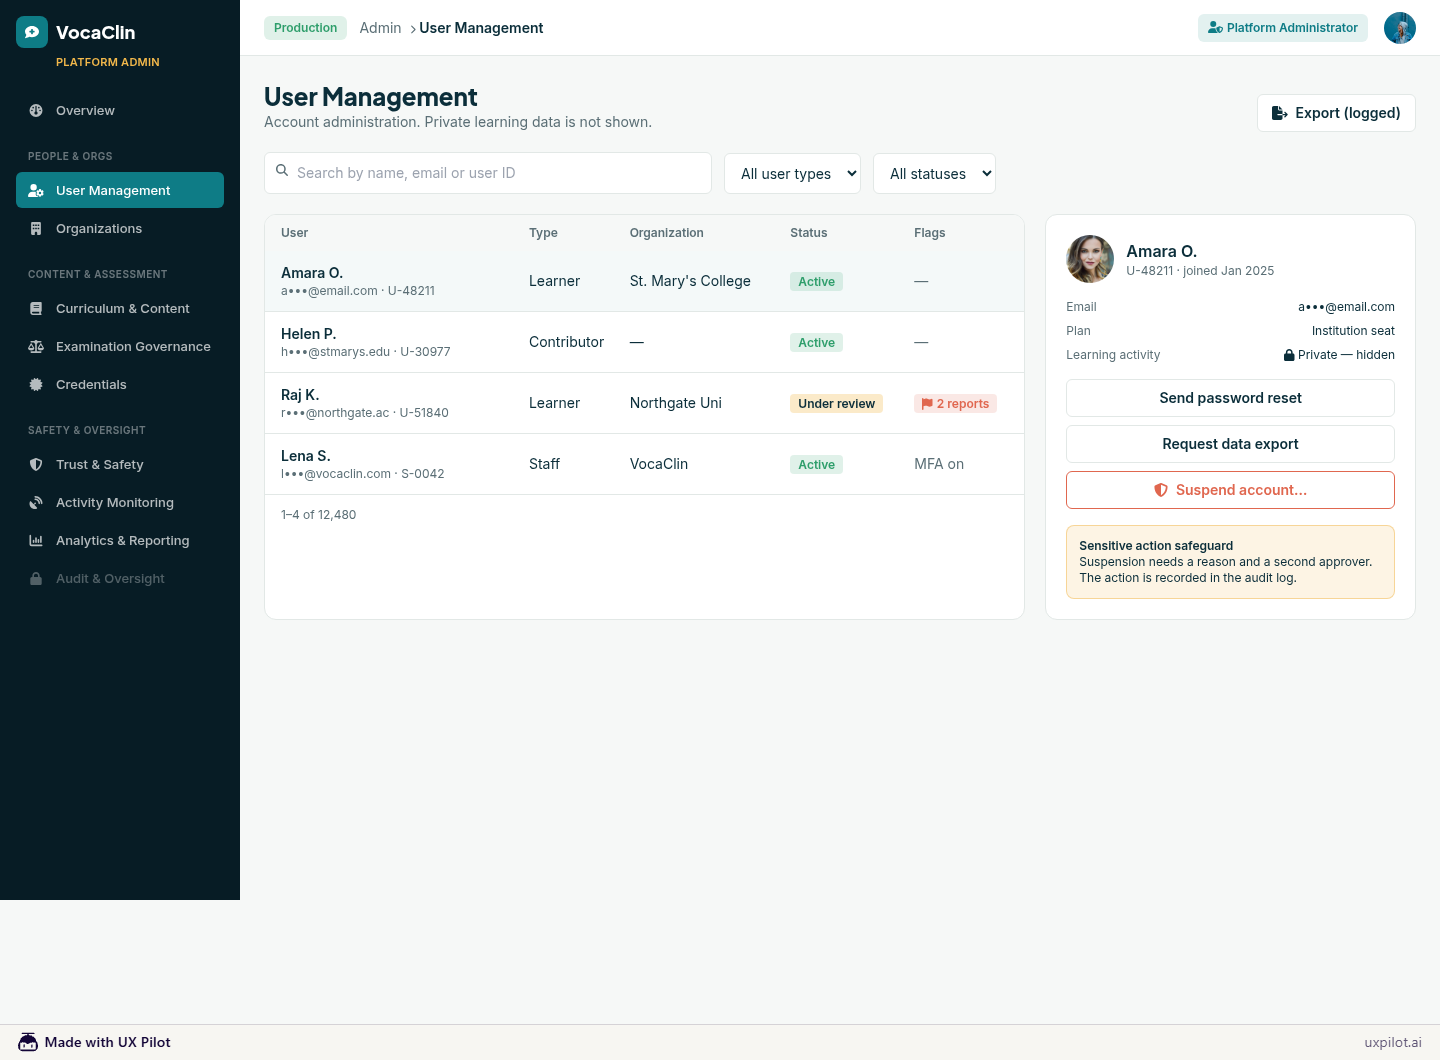 VocaClin
PLATFORM ADMIN
Overview
PEOPLE & ORGS
User Management
Organizations
CONTENT & ASSESSMENT
Curriculum & Content
Examination Governance
Credentials
SAFETY & OVERSIGHT
Trust & Safety
Activity Monitoring
Analytics & Reporting
Audit & Oversight
Production Admin > User Management Platform Administrator
User Management
Account administration. Private learning data is not shown.
Export (logged)
Search by name, email or user ID All user types All statuses
User Type Organization Status Flags
Amara O.
a•••@email.com · U-48211
Learner St. Mary's College Active —
Helen P.
h•••@stmarys.edu · U-30977
Contributor — Active —
Raj K.
r•••@northgate.ac · U-51840
Learner Northgate Uni Under review 2 reports
Lena S.
l•••@vocaclin.com · S-0042
Staff VocaClin Active MFA on
1–4 of 12,480
Amara O.
U-48211 · joined Jan 2025
Email a•••@email.com
Plan Institution seat
Learning activity Private — hidden
Send password reset
Request data export
Suspend account...
Sensitive action safeguard
Suspension needs a reason and a second approver.
The action is recorded in the audit log.
Made with UX Pilot
uxpilot.ai